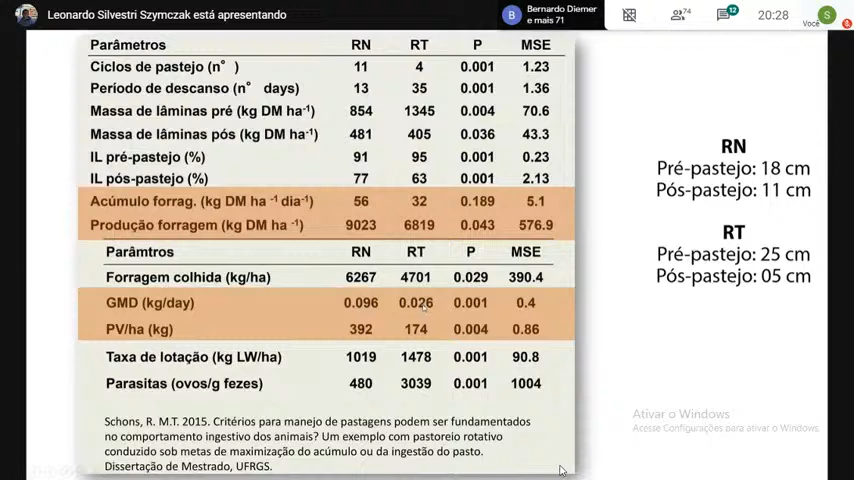 Leonardo Silvestri Szymczak está apresentando
B
Bernardo Diemer
e mais 71
74
12
20:28
Você
S
Parâmetros RN RT P MSE
Ciclos de pastejo (n° ) 11 4 0.001 1.23
Período de descanso (n° days) 13 35 0.001 1.36
Massa de lâminas pré (kg DM ha-¹) 854 1345 0.004 70.6
Massa de lâminas pós (kg DM ha-¹) 481 405 0.036 43.3
IL pré-pastejo (%) 91 95 0.001 0.23
IL pós-pastejo (%) 77 63 0.001 2.13
Acúmulo forrag. (kg DM ha -¹ dia-¹) 56 32 0.189 5.1
Produção forragem (kg DM ha -¹) 9023 6819 0.043 576.9
Parâmtros RN RT P MSE
Forragem colhida (kg/ha) 6267 4701 0.029 390.4
GMD (kg/day) 0.096 0.026 0.001 0.4
PV/ha (kg) 392 174 0.004 0.86
Taxa de lotação (kg LW/ha) 1019 1478 0.001 90.8
Parasitas (ovos/g fezes) 480 3039 0.001 1004
Schons, R. M.T. 2015. Critérios para manejo de pastagens podem ser fundamentados
no comportamento ingestivo dos animais? Um exemplo com pastoreio rotativo
conduzido sob metas de maximização do acúmulo ou da ingestão do pasto.
Dissertação de Mestrado, UFRGS.
RN
Pré-pastejo: 18 cm
Pós-pastejo: 11 cm
RT
Pré-pastejo: 25 cm
Pós-pastejo: 05 cm
Ativar o Windows
Acesse Configurações para ativar o Windows.